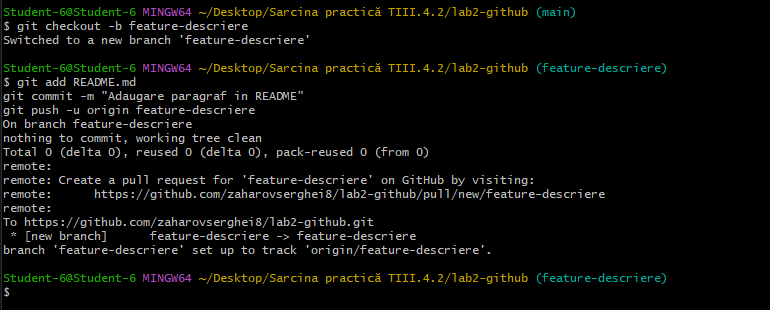 Student-6@Student-6 MINGW64 ~/Desktop/Sarcina practică TIII.4.2/lab2-github (main)
$ git checkout -b feature-descriere
Switched to a new branch 'feature-descriere'
Student-6@Student-6 MINGW64 ~/Desktop/Sarcina practică TIII.4.2/lab2-github (feature-descriere)
$ git add README.md
git commit -m "Adaugare paragraf in README"
git push -u origin feature-descriere
On branch feature-descriere
nothing to commit, working tree clean
Total 0 (delta 0), reused 0 (delta 0), pack-reused 0 (from 0)
remote:
remote: Create a pull request for 'feature-descriere' on GitHub by visiting:
remote:      https://github.com/zaharovserghei8/lab2-github/pull/new/feature-descriere
remote:
To https://github.com/zaharovserghei8/lab2-github.git
 * [new branch]      feature-descriere -> feature-descriere
branch 'feature-descriere' set up to track 'origin/feature-descriere'.
Student-6@Student-6 MINGW64 ~/Desktop/Sarcina practică TIII.4.2/lab2-github (feature-descriere)
$